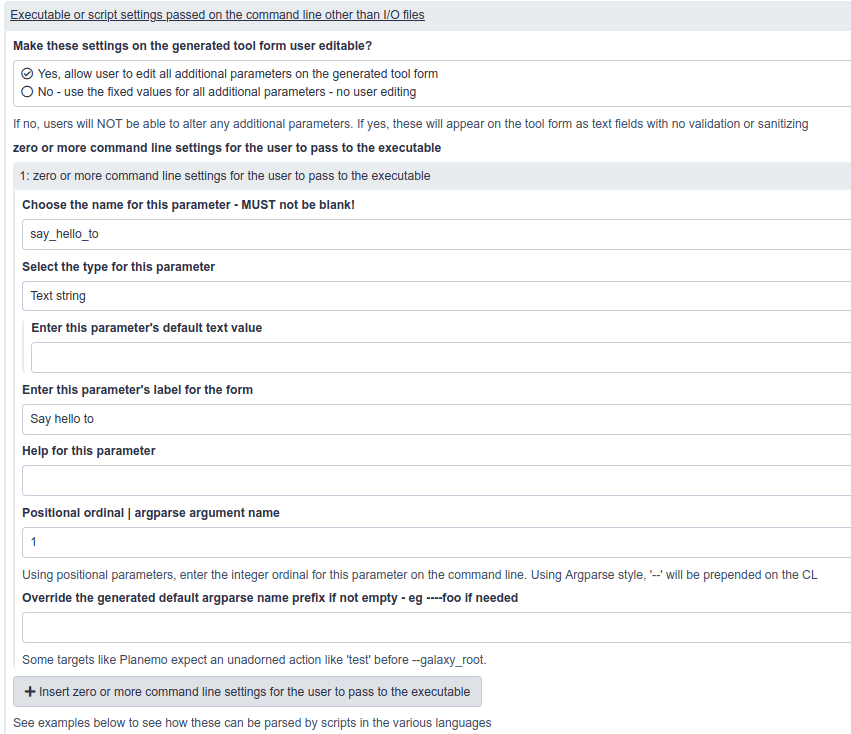 Executable or script settings passed on the command line other than I/O files
Make these settings on the generated tool form user editable?
Yes, allow user to edit all additional parameters on the generated tool form
No - use the fixed values for all additional parameters - no user editing
If no, users will NOT be able to alter any additional parameters. If yes, these will appear on the tool form as text fields with no validation or sanitizing
zero or more command line settings for the user to pass to the executable
1: zero or more command line settings for the user to pass to the executable
Choose the name for this parameter - MUST not be blank!
say_hello_to
Select the type for this parameter
Text string
Enter this parameter's default text value
Enter this parameter's label for the form
Say hello to
Help for this parameter
Positional ordinal | argparse argument name
1
Using positional parameters, enter the integer ordinal for this parameter on the command line. Using Argparse style, '--' will be prepended on the CL
Override the generated default argparse name prefix if not empty - eg ----foo if needed
Some targets like Planemo expect an unadorned action like 'test' before --galaxy_root.
+ Insert zero or more command line settings for the user to pass to the executable
See examples below to see how these can be parsed by scripts in the various languages